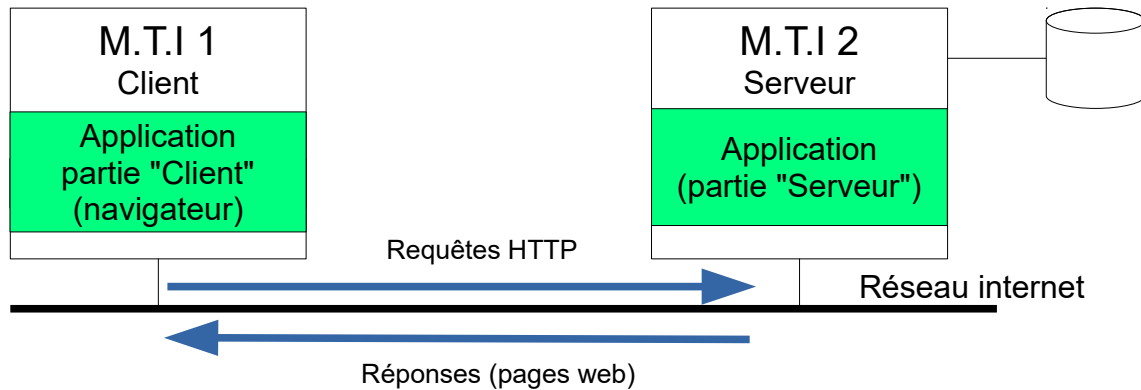 M.T.I 1
Client
Application
partie "Client"
(navigateur)
M.T.I 2
Serveur
Application
(partie "Serveur")
Requêtes HTTP
Réseau internet
Réponses (pages web)